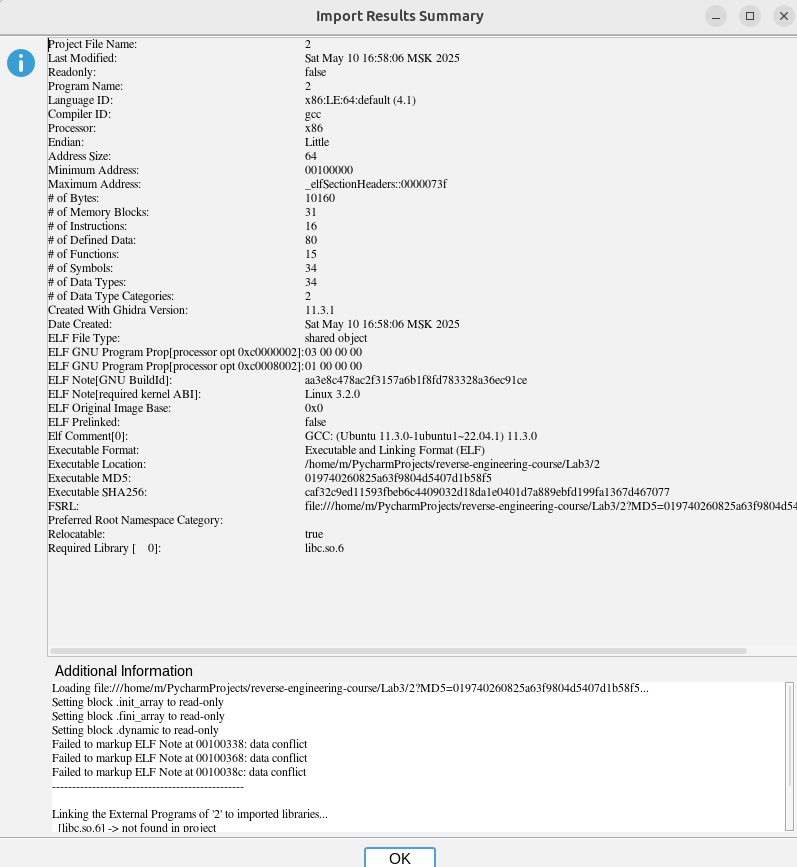 Import Results Summary
Project File Name: 2
Last Modified: Sat May 10 16:58:06 MSK 2025
Readonly: false
Program Name: 2
Language ID: x86:LE:64:default (4.1)
Compiler ID: gcc
Processor: x86
Endian: Little
Address Size: 64
Minimum Address: 00100000
Maximum Address: _elfSectionHeaders::0000073f
# of Bytes: 10160
# of Memory Blocks: 31
# of Instructions: 16
# of Defined Data: 80
# of Functions: 15
# of Symbols: 34
# of Data Types: 34
# of Data Type Categories: 2
Created With Ghidra Version: 11.3.1
Date Created: Sat May 10 16:58:06 MSK 2025
ELF File Type: shared object
ELF GNU Program Prop[processor opt 0xc0000002]: 03 00 00 00
ELF GNU Program Prop[processor opt 0xc0008002]: 01 00 00 00
ELF Note[GNU BuildId]: aa3e8c478ac2f3157a6b1f8fd783328a36ec91ce
ELF Note[required kernel ABI]: Linux 3.2.0
ELF Original Image Base: 0x0
ELF Prelinked: false
Elf Comment[0]: GCC: (Ubuntu 11.3.0-1ubuntu1~22.04.1) 11.3.0
Executable Format: Executable and Linking Format (ELF)
Executable Location: /home/m/PycharmProjects/reverse-engineering-course/Lab3/2
Executable MD5: 019740260825a63f9804d5407d1b58f5
Executable SHA256: caf32c9ed11593fbeb6c4409032d18da1e0401d7a889ebfd199fa1367d467077
FSRL: file:///home/m/PycharmProjects/reverse-engineering-course/Lab3/2?MD5=019740260825a63f9804d54
Preferred Root Namespace Category:
Relocatable: true
Required Library [ 0]: libc.so.6
Additional Information
Loading file:///home/m/PycharmProjects/reverse-engineering-course/Lab3/2?MD5=019740260825a63f9804d5407d1b58f5...
Setting block .init_array to read-only
Setting block .fini_array to read-only
Setting block .dynamic to read-only
Failed to markup ELF Note at 00100338: data conflict
Failed to markup ELF Note at 00100368: data conflict
Failed to markup ELF Note at 0010038c: data conflict
------------------------------------------------
Linking the External Programs of '2' to imported libraries...
[libc.so.6] -> not found in project
OK